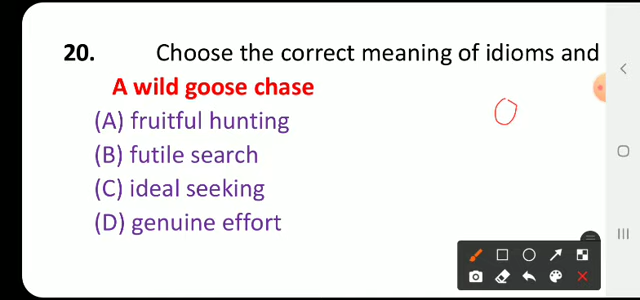 20. Choose the correct meaning of idioms and
A wild goose chase
(A) fruitful hunting
(B) futile search
(C) ideal seeking
(D) genuine effort